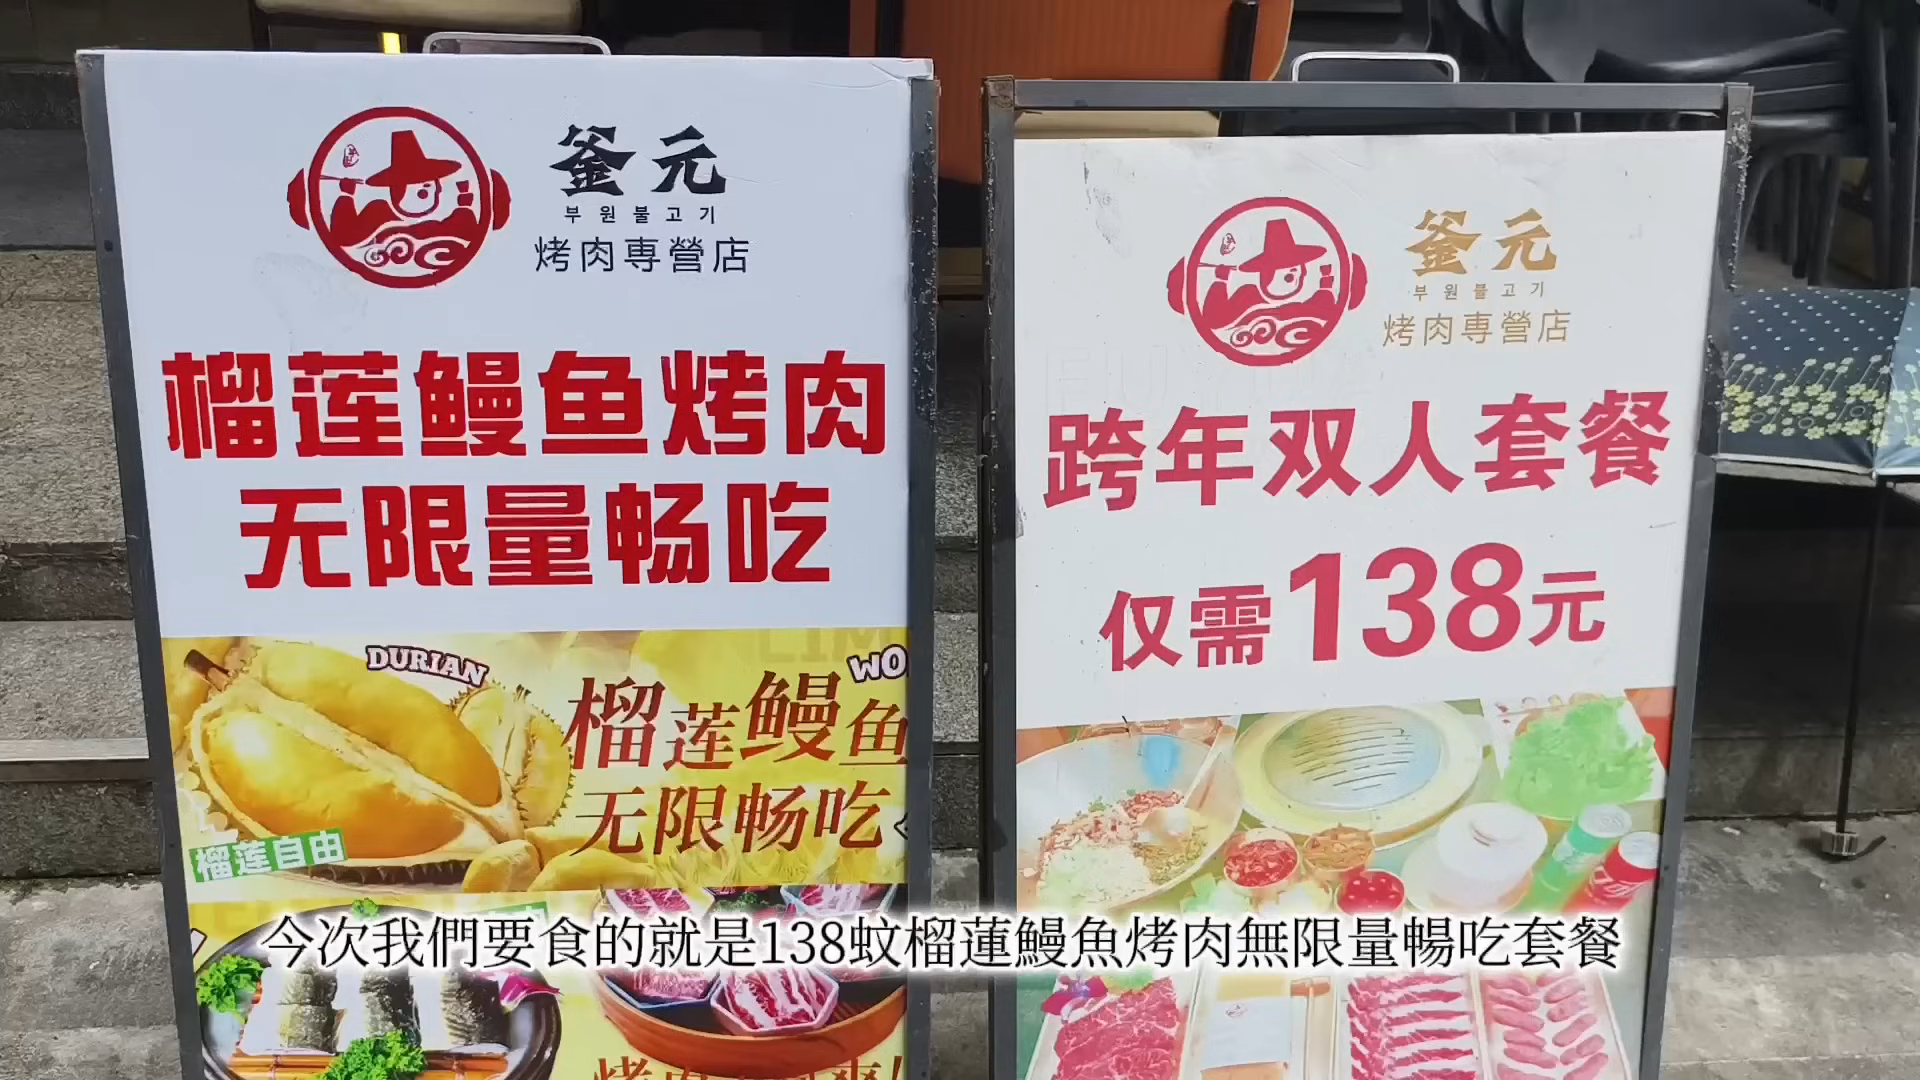 釜元
부원불고기
烤肉専營店
榴莲鳗鱼烤肉
无限量畅吃
DURIAN
榴莲鳗鱼
无限畅吃
榴莲自由
釜元
부원불고기
烤肉専營店
跨年双人套餐
仅需138元
今次我們要食的就是138蚊榴蓮鰻魚烤肉無限量暢吃套餐